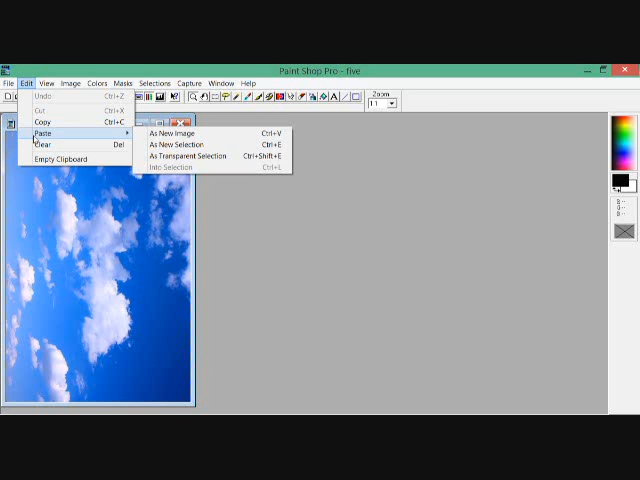 Paint Shop Pro - five
File Edit View Image Colors Masks Selections Capture Window Help
Zoom
1:1
Undo Ctrl+Z
Cut Ctrl+X
Copy Ctrl+C
Paste
Clear Del
Empty Clipboard
As New Image Ctrl+V
As New Selection Ctrl+E
As Transparent Selection Ctrl+Shift+E
Into Selection Ctrl+L
R:
G:
B: